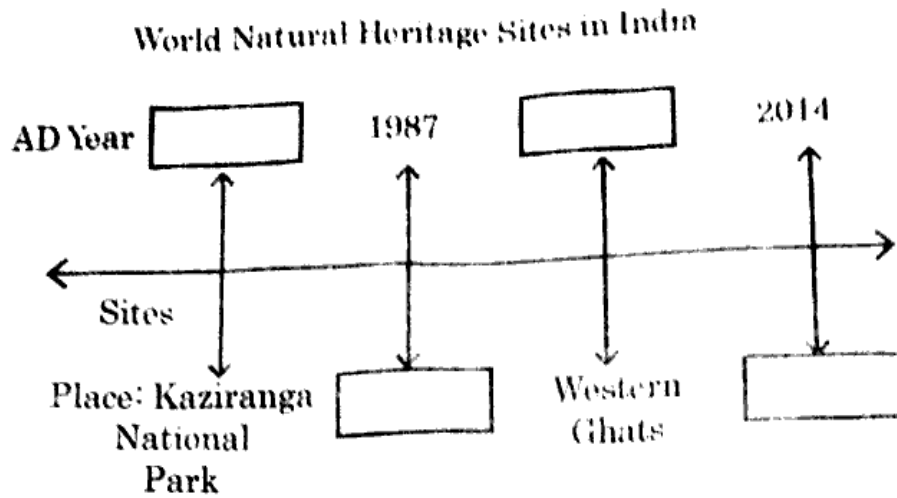 World Natural Heritage Sites in India
AD Year
1987
2014
Sites
Place: Kaziranga
National
Park
Western
Ghats